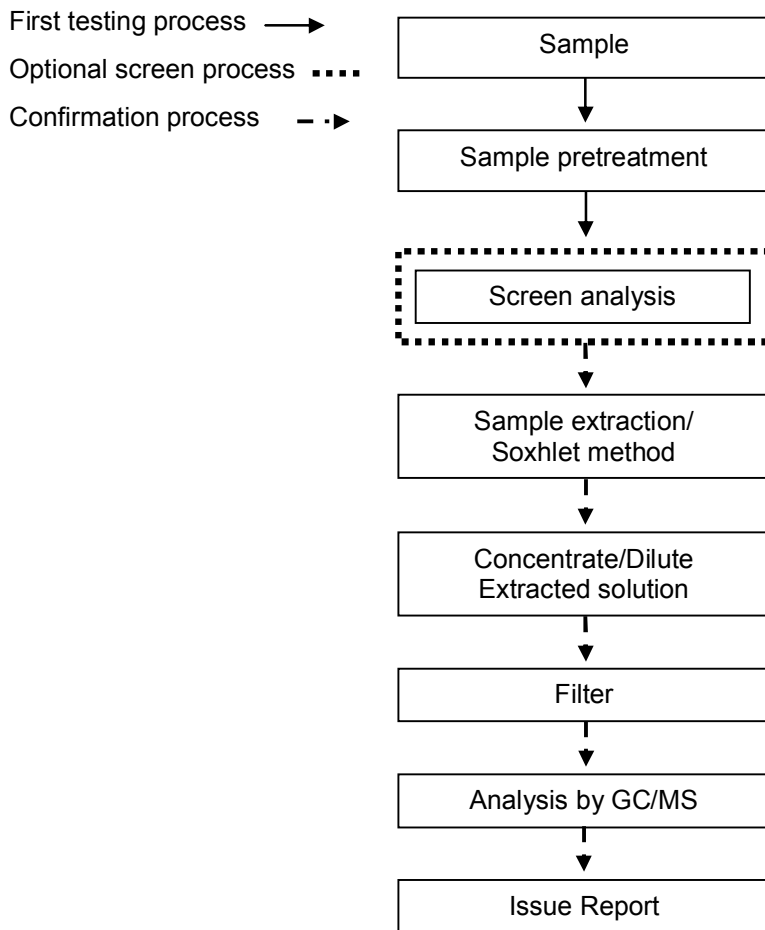 First testing process
Optional screen process
Confirmation process
Sample
Sample pretreatment
Screen analysis
Sample extraction/
Soxhlet method
Concentrate/Dilute
Extracted solution
Filter
Analysis by GC/MS
Issue Report